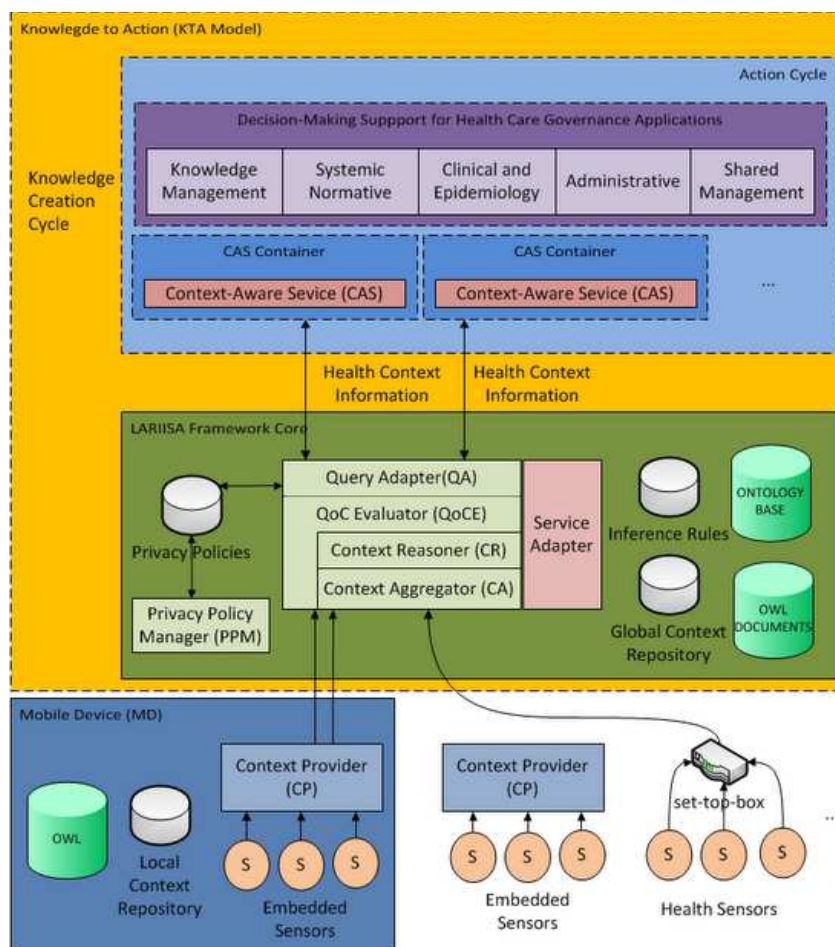 Knowlegde to Action (KTA Model)
Action Cycle
Decision-Making Suppport for Health Care Governance Applications
Knowledge
Management
Systemic
Normative
Clinical and
Epidemiology
Administrative
Shared
Management
Knowledge
Creation
Cycle
CAS Container
Context-Aware Sevice (CAS)
CAS Container
Context-Aware Sevice (CAS)
...
Health Context
Information
Health Context
Information
LARIISA Framework Core
Query Adapter(QA)
QoC Evaluator (QoCE)
Context Reasoner (CR)
Context Aggregator (CA)
Service
Adapter
Privacy Policies
Privacy Policy
Manager (PPM)
Inference Rules
ONTOLOGY
BASE
Global Context
Repository
OWL
DOCUMENTS
Mobile Device (MD)
OWL
Local
Context
Repository
Context Provider
(CP)
S
S
S
Embedded
Sensors
Context Provider
(CP)
S
S
S
Embedded
Sensors
set-top-box
S
S
S
Health Sensors
...